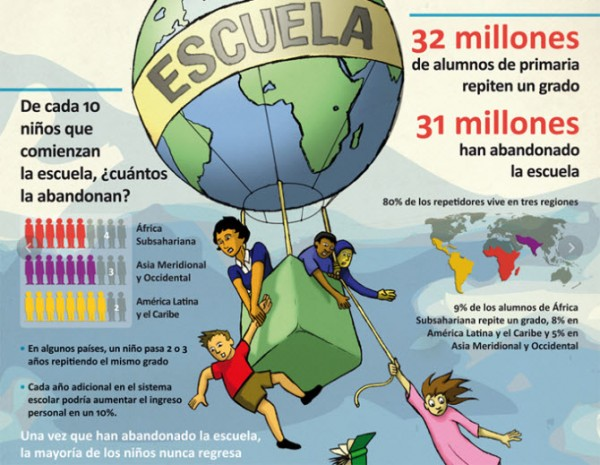 ESCUELA
32 millones
de alumnos de primaria
repiten un grado
31 millones
han abandonado
la escuela
De cada 10
niños que
comienzan
la escuela, ¿cuántos
la abandonan?
4
África
Subsahariana
3
Asia Meridional
y Occidental
América Latina
y el Caribe
80% de los repetidores vive en tres regiones
9% de los alumnos de África
Subsahariana repite un grado, 8% en
América Latina y el Caribe y 5% en
Asia Meridional y Occidental
• En algunos países, un niño pasa 2 o 3
años repitiendo el mismo grado
• Cada año adicional en el sistema
escolar podría aumentar el ingreso
personal en un 10%.
Una vez que han abandonado la escuela,
la mayoría de los niños nunca regresa